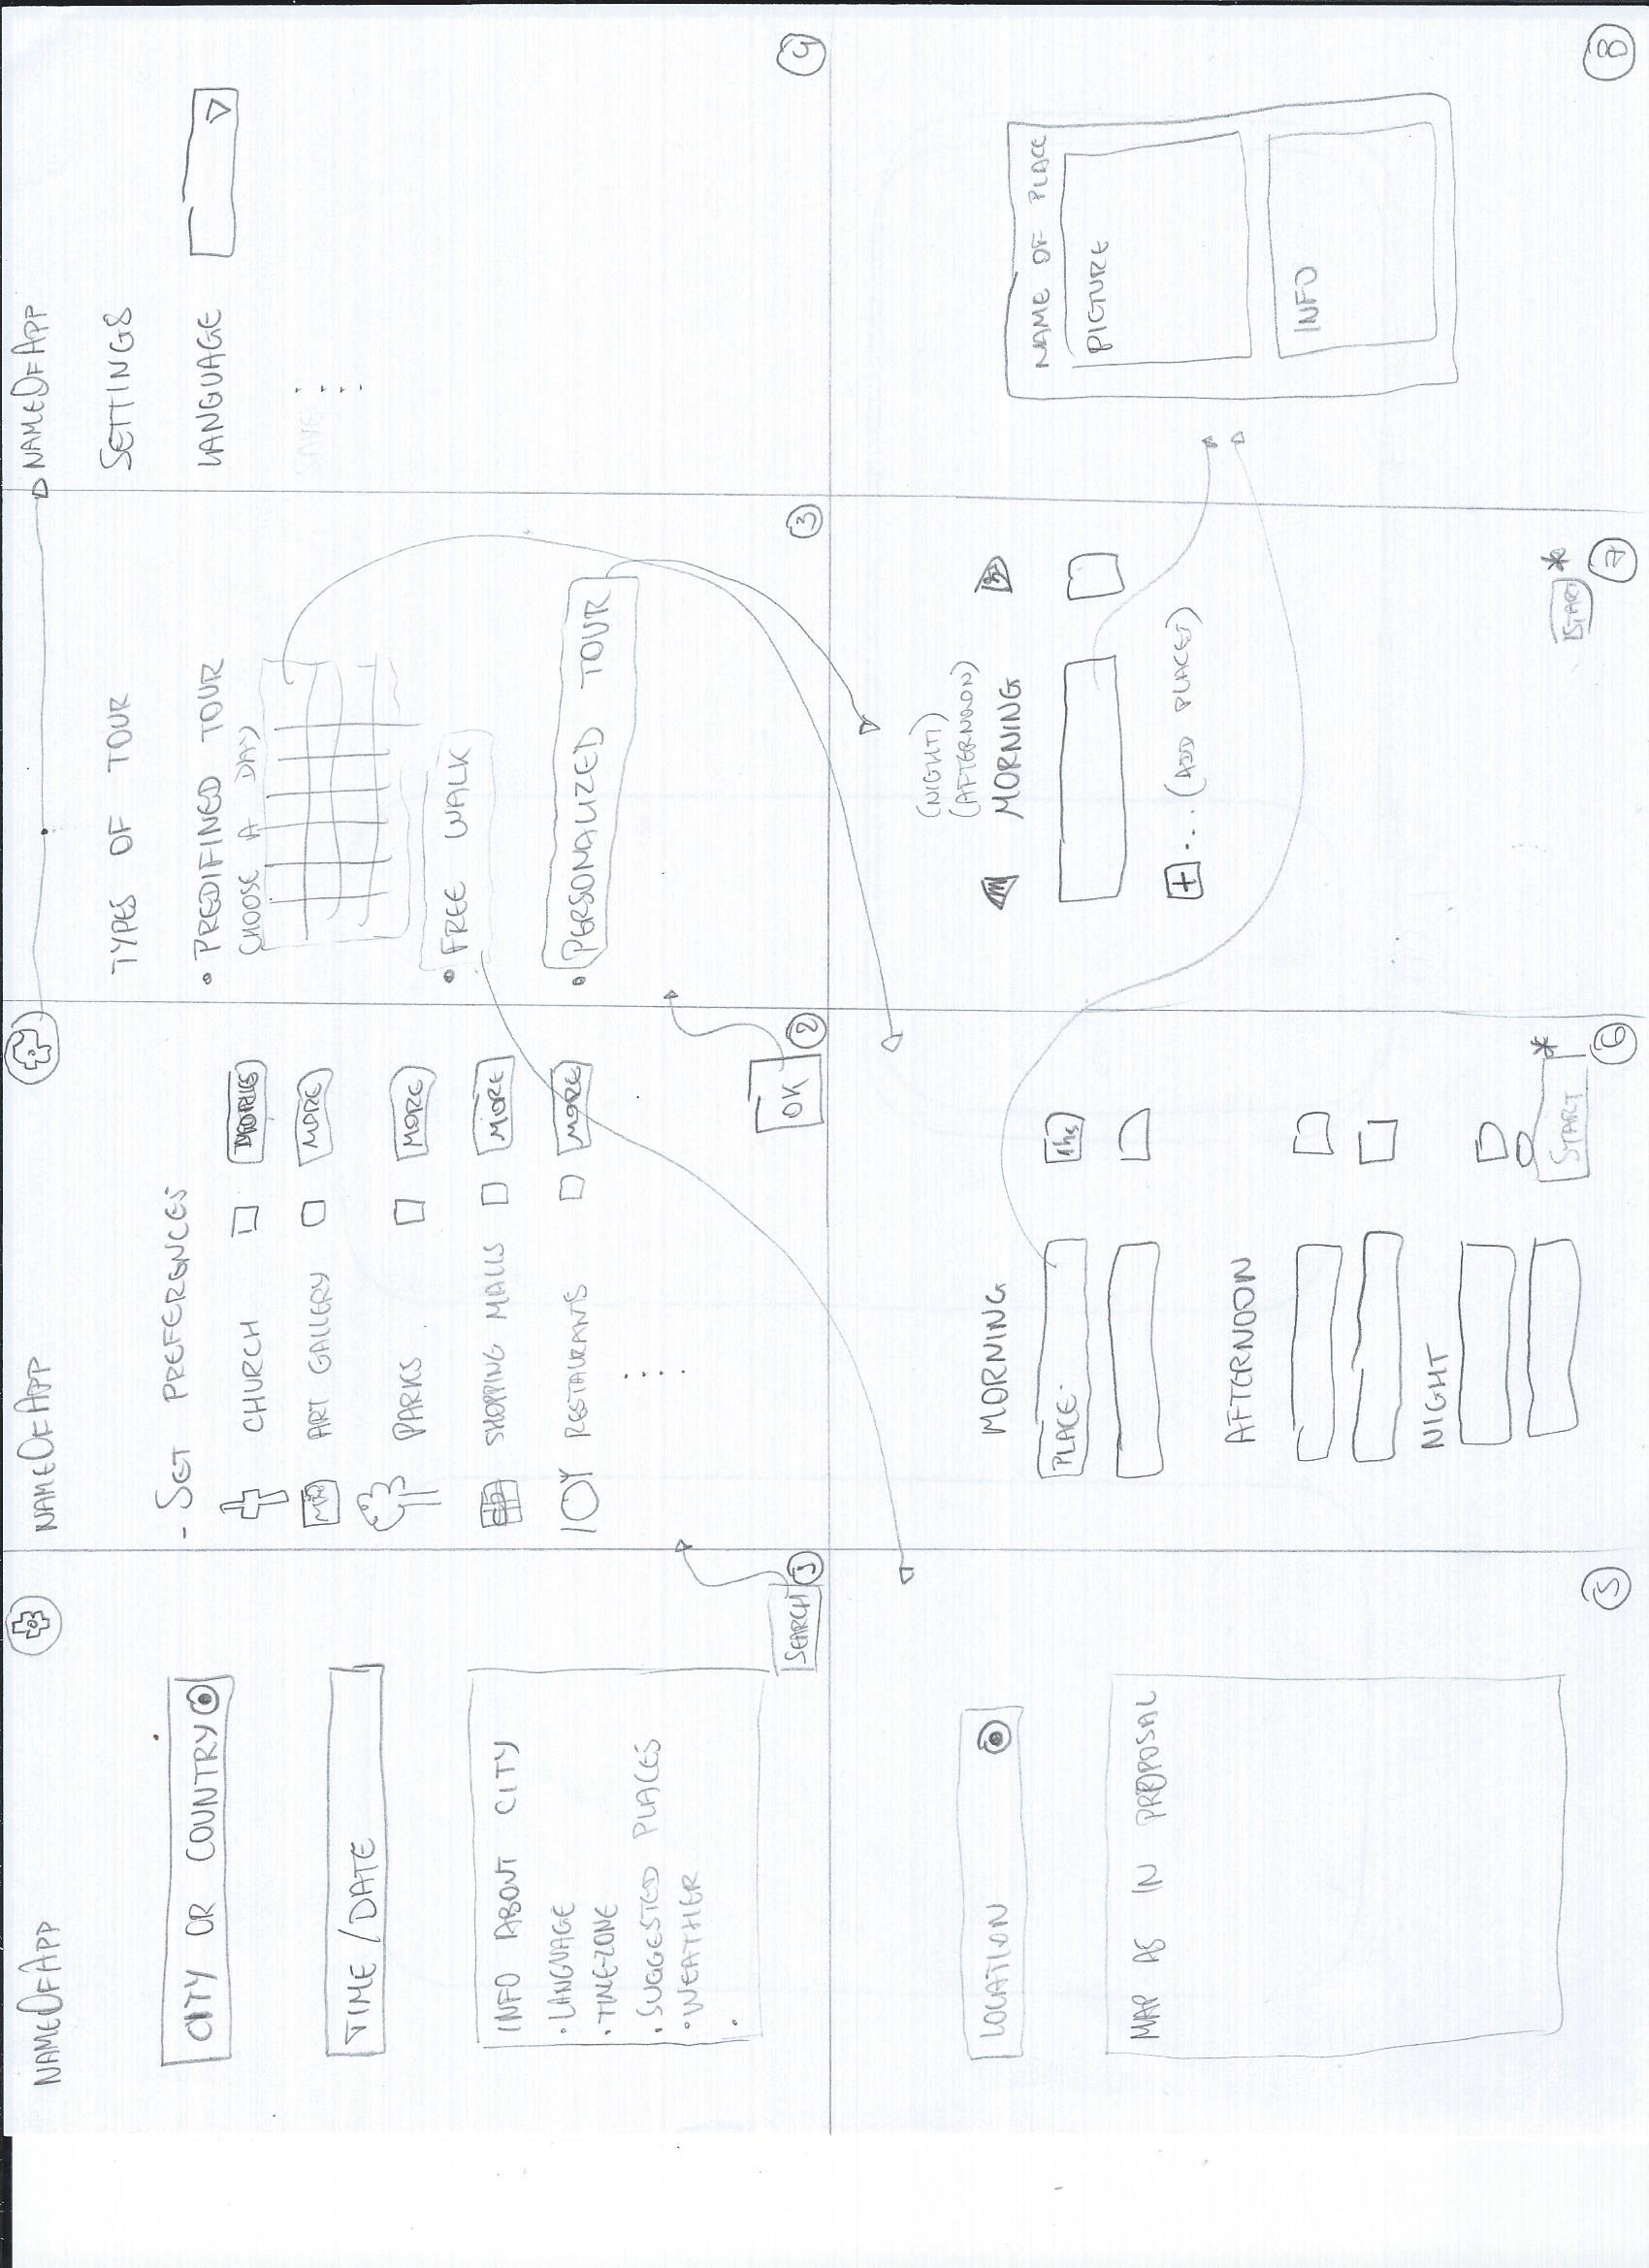 NAMEOFAPP
CITY OR COUNTRY
TIME/DATE
INFO ABOUT CITY
• LANGUAGE
• TIME-ZONE
• SUGGESTED PLACES
• WEATHER
•
SEARCH
1
NAMEOFAPP
- SET PREFERENCES
CHURCH
ART GALLERY MORE
PARKS MORE
SHOPPING MALLS MORE
RESTAURANTS MORE
OK
2
TYPES OF TOUR
• PREDIFINED TOUR
CHOOSE A DAY
• FREE WALK
• PERSONALIZED TOUR
3
NAMEOFAPP
SETTINGS
LANGUAGE
SAVE
4
LOCATION
MAP AS IN PROPOSAL
5
MORNING
PLACE 1hs
AFTERNOON
NIGHT
START *
6
(NIGHT)
(AFTERNOON)
MORNING
+ ... (ADD PLACES)
START *
7
NAME OF PLACE
PICTURE
INFO
8